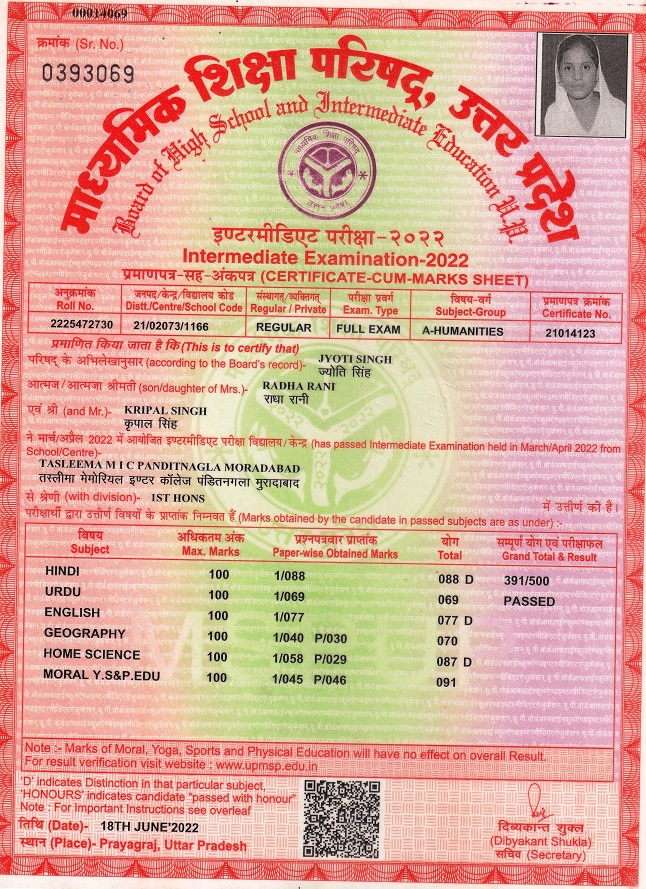 00014069
क्रमांक (Sr. No.)
0393069
माध्यमिक शिक्षा परिषद्, उत्तर प्रदेश
Board of High School and Intermediate Education U.P.
माध्यमिक शिक्षा परिषद
उत्तर प्रदेश
इण्टरमीडिएट परीक्षा-२०२२
Intermediate Examination-2022
प्रमाणपत्र-सह-अंकपत्र (CERTIFICATE-CUM-MARKS SHEET)
अनुक्रमांक जनपद/केन्द्र/विद्यालय कोड संस्थागत/व्यक्तिगत परीक्षा प्रवर्ग विषय-वर्ग प्रमाणपत्र क्रमांक
Roll No. Distt./Centre/School Code Regular / Private Exam. Type Subject-Group Certificate No.
2225472730 21/02073/1166 REGULAR FULL EXAM A-HUMANITIES 21014123
प्रमाणित किया जाता है कि (This is to certify that)
परिषद् के अभिलेखानुसार (according to the Board's record)- JYOTI SINGH
ज्योति सिंह
आत्मज/आत्मजा श्रीमती (son/daughter of Mrs.)- RADHA RANI
राधा रानी
एवं श्री (and Mr.)- KRIPAL SINGH
कृपाल सिंह
ने मार्च/अप्रैल 2022 में आयोजित इण्टरमीडिएट परीक्षा विद्यालय/केन्द्र (has passed Intermediate Examination held in March/April 2022 from
School/Centre)-
TASLEEMA M I C PANDITNAGLA MORADABAD
तस्लीमा गेमोरियल इण्टर कॉलेज पंडितनगला मुरादाबाद
से श्रेणी (with division)- 1ST HONS में उत्तीर्ण की है।
परीक्षार्थी द्वारा उत्तीर्ण विषयों के प्राप्तांक निम्नवत हैं (Marks obtained by the candidate in passed subjects are as under) :-
विषय अधिकतम अंक प्रश्नपत्रवार प्राप्तांक योग सम्पूर्ण योग एवं परीक्षाफल
Subject Max. Marks Paper-wise Obtained Marks Total Grand Total & Result
HINDI 100 1/088 088 D 391/500
URDU 100 1/069 069 PASSED
ENGLISH 100 1/077 077 D
GEOGRAPHY 100 1/040 P/030 070
HOME SCIENCE 100 1/058 P/029 087 D
MORAL Y.S&P.EDU 100 1/045 P/046 091
Note :- Marks of Moral, Yoga, Sports and Physical Education will have no effect on overall Result.
For result verification visit website : www.upmsp.edu.in
'D' indicates Distinction in that particular subject,
'HONOURS' indicates candidate "passed with honour"
Note : For Important Instructions see overleaf
तिथि (Date)- 18TH JUNE'2022
स्थान (Place)- Prayagraj, Uttar Pradesh
दिव्यकान्त शुक्ल
(Dibyakant Shukla)
सचिव (Secretary)